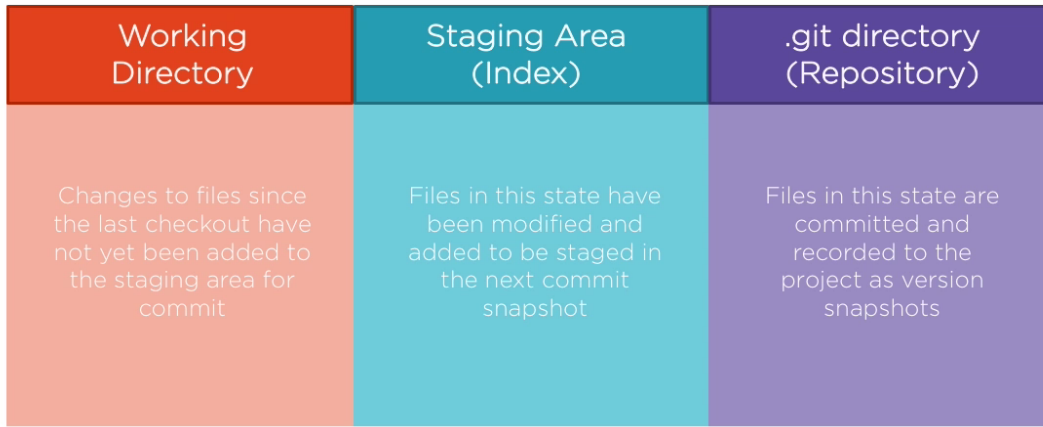 Working
Directory
Staging Area
(Index)
.git directory
(Repository)
Changes to files since
the last checkout have
not yet been added to
the staging area for
commit
Files in this state have
been modified and
added to be staged in
the next commit
snapshot
Files in this state are
committed and
recorded to the
project as version
snapshots